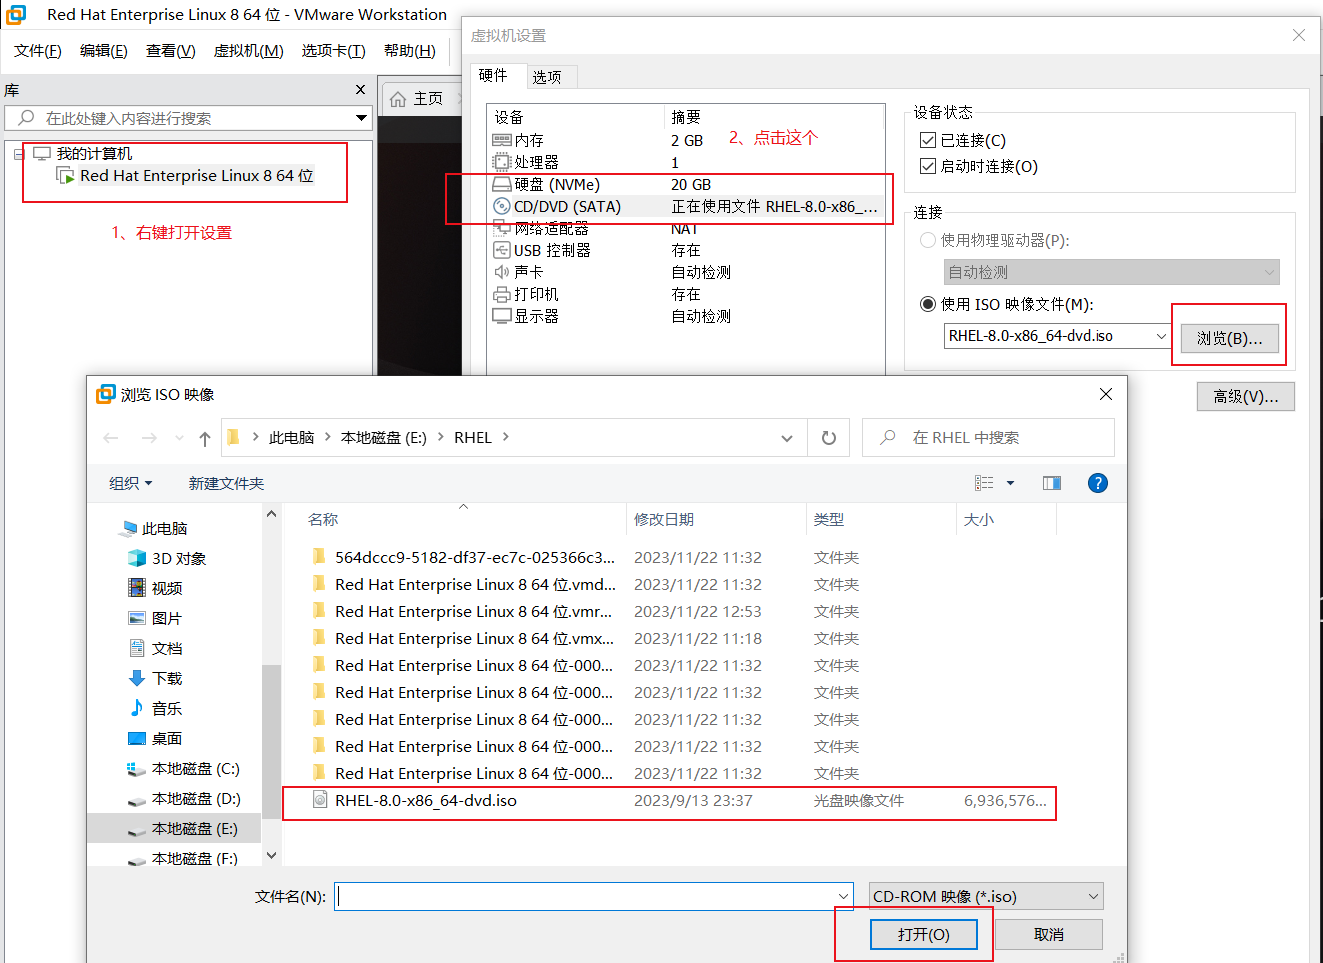 Red Hat Enterprise Linux 8 64 位 - VMware Workstation
文件(F) 编辑(E) 查看(V) 虚拟机(M) 选项卡(T) 帮助(H)
库
在此处键入内容进行搜索
我的计算机
Red Hat Enterprise Linux 8 64 位
1、右键打开设置
主页
虚拟机设置
硬件 选项
设备 摘要
内存 2 GB
处理器 1
硬盘 (NVMe) 20 GB
CD/DVD (SATA) 正在使用文件 RHEL-8.0-x86_...
网络适配器 NAT
USB 控制器 存在
声卡 自动检测
打印机 存在
显示器 自动检测
2、点击这个
设备状态
已连接(C)
启动时连接(O)
连接
使用物理驱动器(P):
自动检测
使用 ISO 映像文件(M):
RHEL-8.0-x86_64-dvd.iso
浏览(B)...
高级(V)...
浏览 ISO 映像
此电脑 本地磁盘 (E:) RHEL
在 RHEL 中搜索
组织 新建文件夹
此电脑
3D 对象
视频
图片
文档
下载
音乐
桌面
本地磁盘 (C:)
本地磁盘 (D:)
本地磁盘 (E:)
本地磁盘 (F:)
名称 修改日期 类型 大小
564dccc9-5182-df37-ec7c-025366c3... 2023/11/22 11:32 文件夹
Red Hat Enterprise Linux 8 64 位.vmd... 2023/11/22 11:32 文件夹
Red Hat Enterprise Linux 8 64 位.vmr... 2023/11/22 12:53 文件夹
Red Hat Enterprise Linux 8 64 位.vmx... 2023/11/22 11:18 文件夹
Red Hat Enterprise Linux 8 64 位-000... 2023/11/22 11:32 文件夹
Red Hat Enterprise Linux 8 64 位-000... 2023/11/22 11:32 文件夹
Red Hat Enterprise Linux 8 64 位-000... 2023/11/22 11:32 文件夹
Red Hat Enterprise Linux 8 64 位-000... 2023/11/22 11:32 文件夹
Red Hat Enterprise Linux 8 64 位-000... 2023/11/22 11:32 文件夹
RHEL-8.0-x86_64-dvd.iso 2023/9/13 23:37 光盘映像文件 6,936,576...
文件名(N):
CD-ROM 映像 (*.iso)
打开(O) 取消